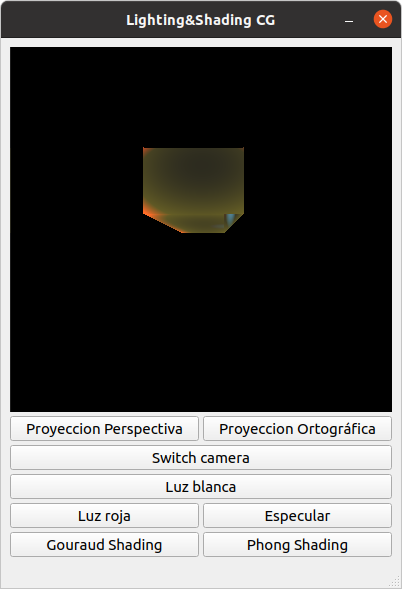 Lighting&Shading CG
Proyeccion Perspectiva
Proyeccion Ortográfica
Switch camera
Luz blanca
Luz roja
Especular
Gouraud Shading
Phong Shading